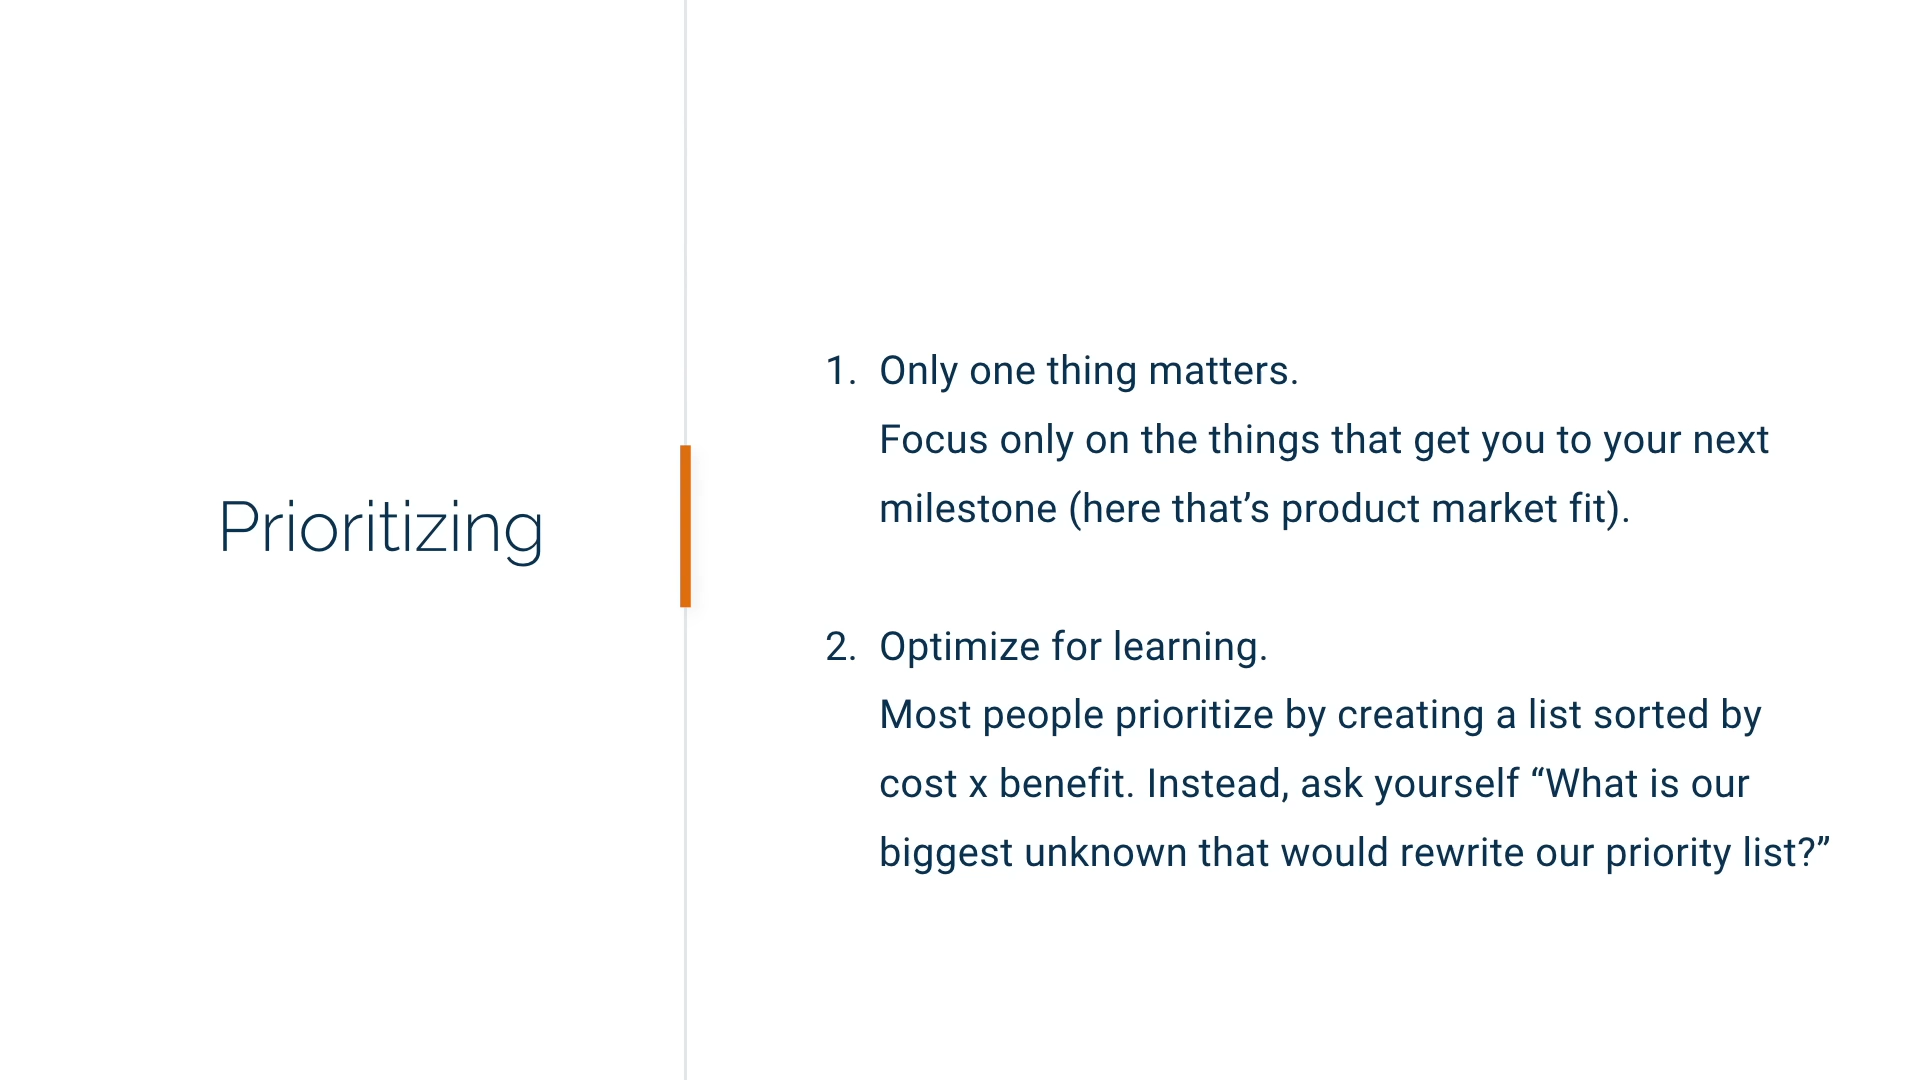 Prioritizing
1. Only one thing matters.
Focus only on the things that get you to your next
milestone (here that’s product market fit).
2. Optimize for learning.
Most people prioritize by creating a list sorted by
cost x benefit. Instead, ask yourself “What is our
biggest unknown that would rewrite our priority list?”